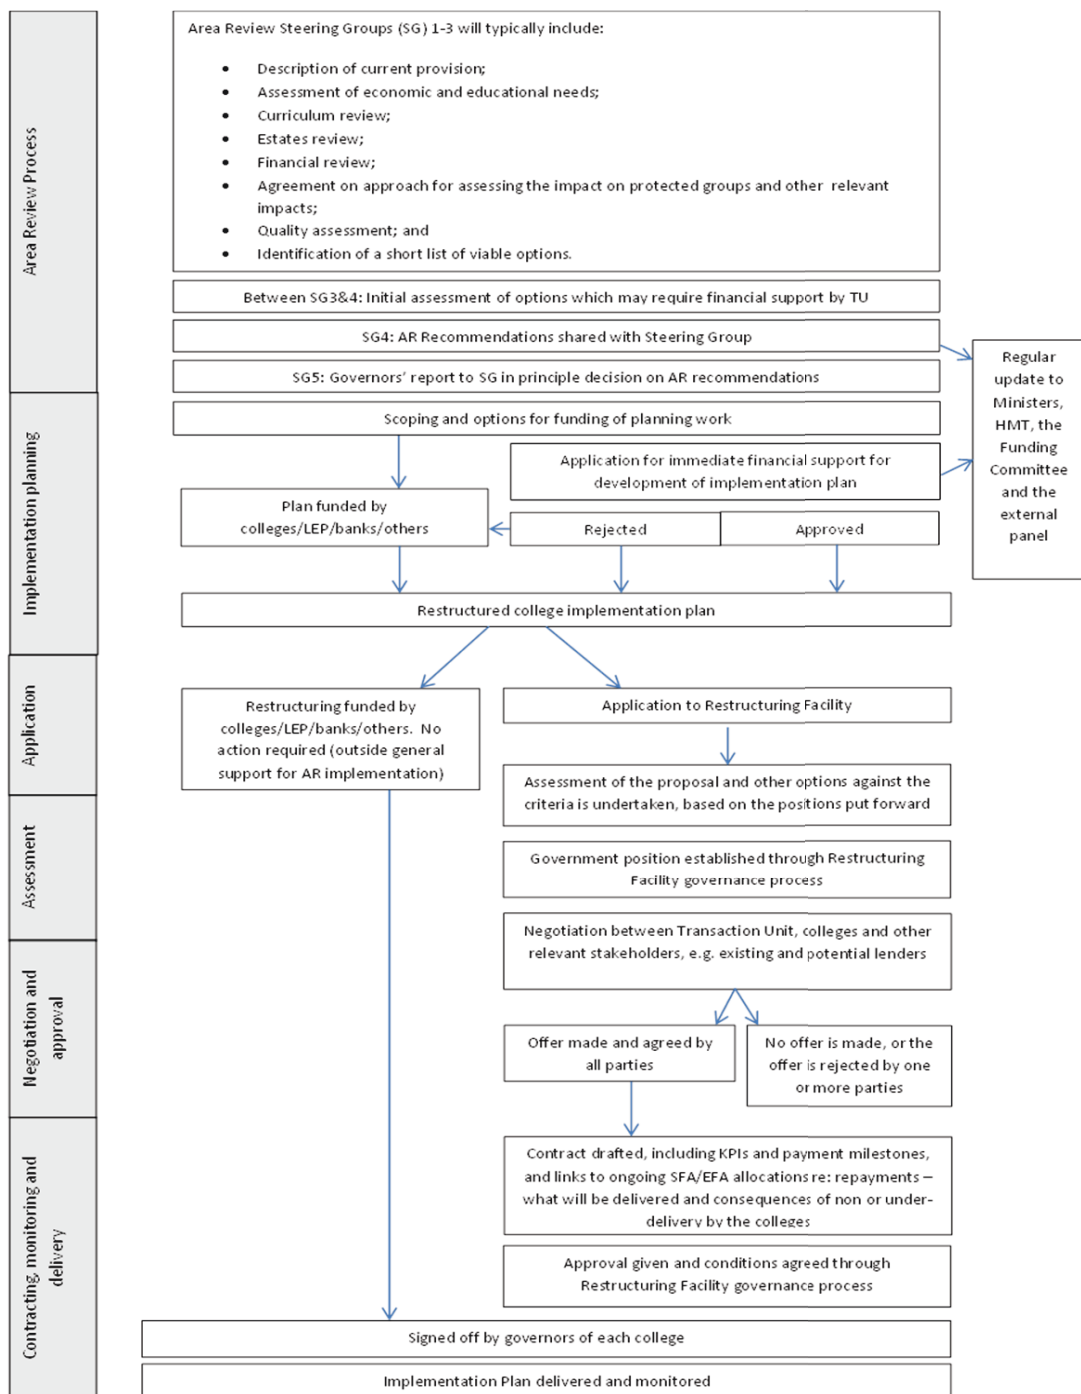 Area Review Process
Area Review Steering Groups (SG) 1-3 will typically include:
• Description of current provision;
• Assessment of economic and educational needs;
• Curriculum review;
• Estates review;
• Financial review;
• Agreement on approach for assessing the impact on protected groups and other relevant
impacts;
• Quality assessment; and
• Identification of a short list of viable options.
Between SG3&4: Initial assessment of options which may require financial support by TU
SG4: AR Recommendations shared with Steering Group
SG5: Governors' report to SG in principle decision on AR recommendations
Regular
update to
Ministers,
HMT, the
Funding
Committee
and the
external
panel
Implementation planning
Scoping and options for funding of planning work
Application for immediate financial support for
development of implementation plan
Plan funded by
colleges/LEP/banks/others
Rejected
Approved
Restructured college implementation plan
Application
Restructuring funded by
colleges/LEP/banks/others. No
action required (outside general
support for AR implementation)
Application to Restructuring Facility
Assessment of the proposal and other options against the
criteria is undertaken, based on the positions put forward
Assessment
Government position established through Restructuring
Facility governance process
Negotiation between Transaction Unit, colleges and other
relevant stakeholders, e.g. existing and potential lenders
Negotiation and
approval
Offer made and agreed by
all parties
No offer is made, or the
offer is rejected by one
or more parties
Contracting, monitoring and
delivery
Contract drafted, including KPIs and payment milestones,
and links to ongoing SFA/EFA allocations re: repayments –
what will be delivered and consequences of non or under-
delivery by the colleges
Approval given and conditions agreed through
Restructuring Facility governance process
Signed off by governors of each college
Implementation Plan delivered and monitored